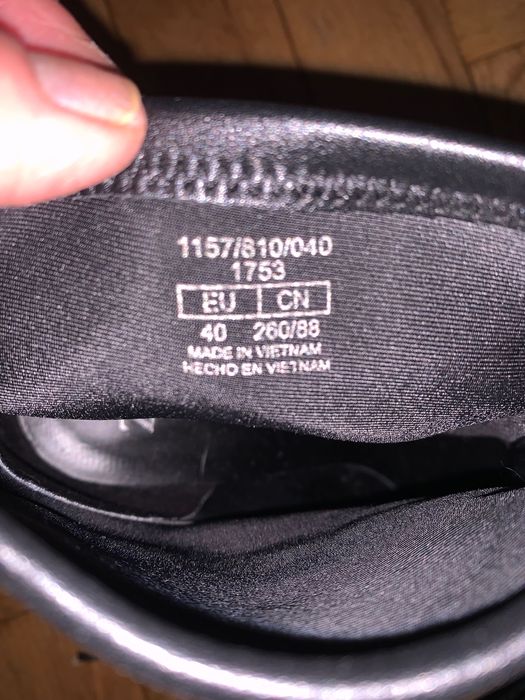 1157/810/040
1753
EU CN
40 260/88
MADE IN VIETNAM
HECHO EN VIETNAM